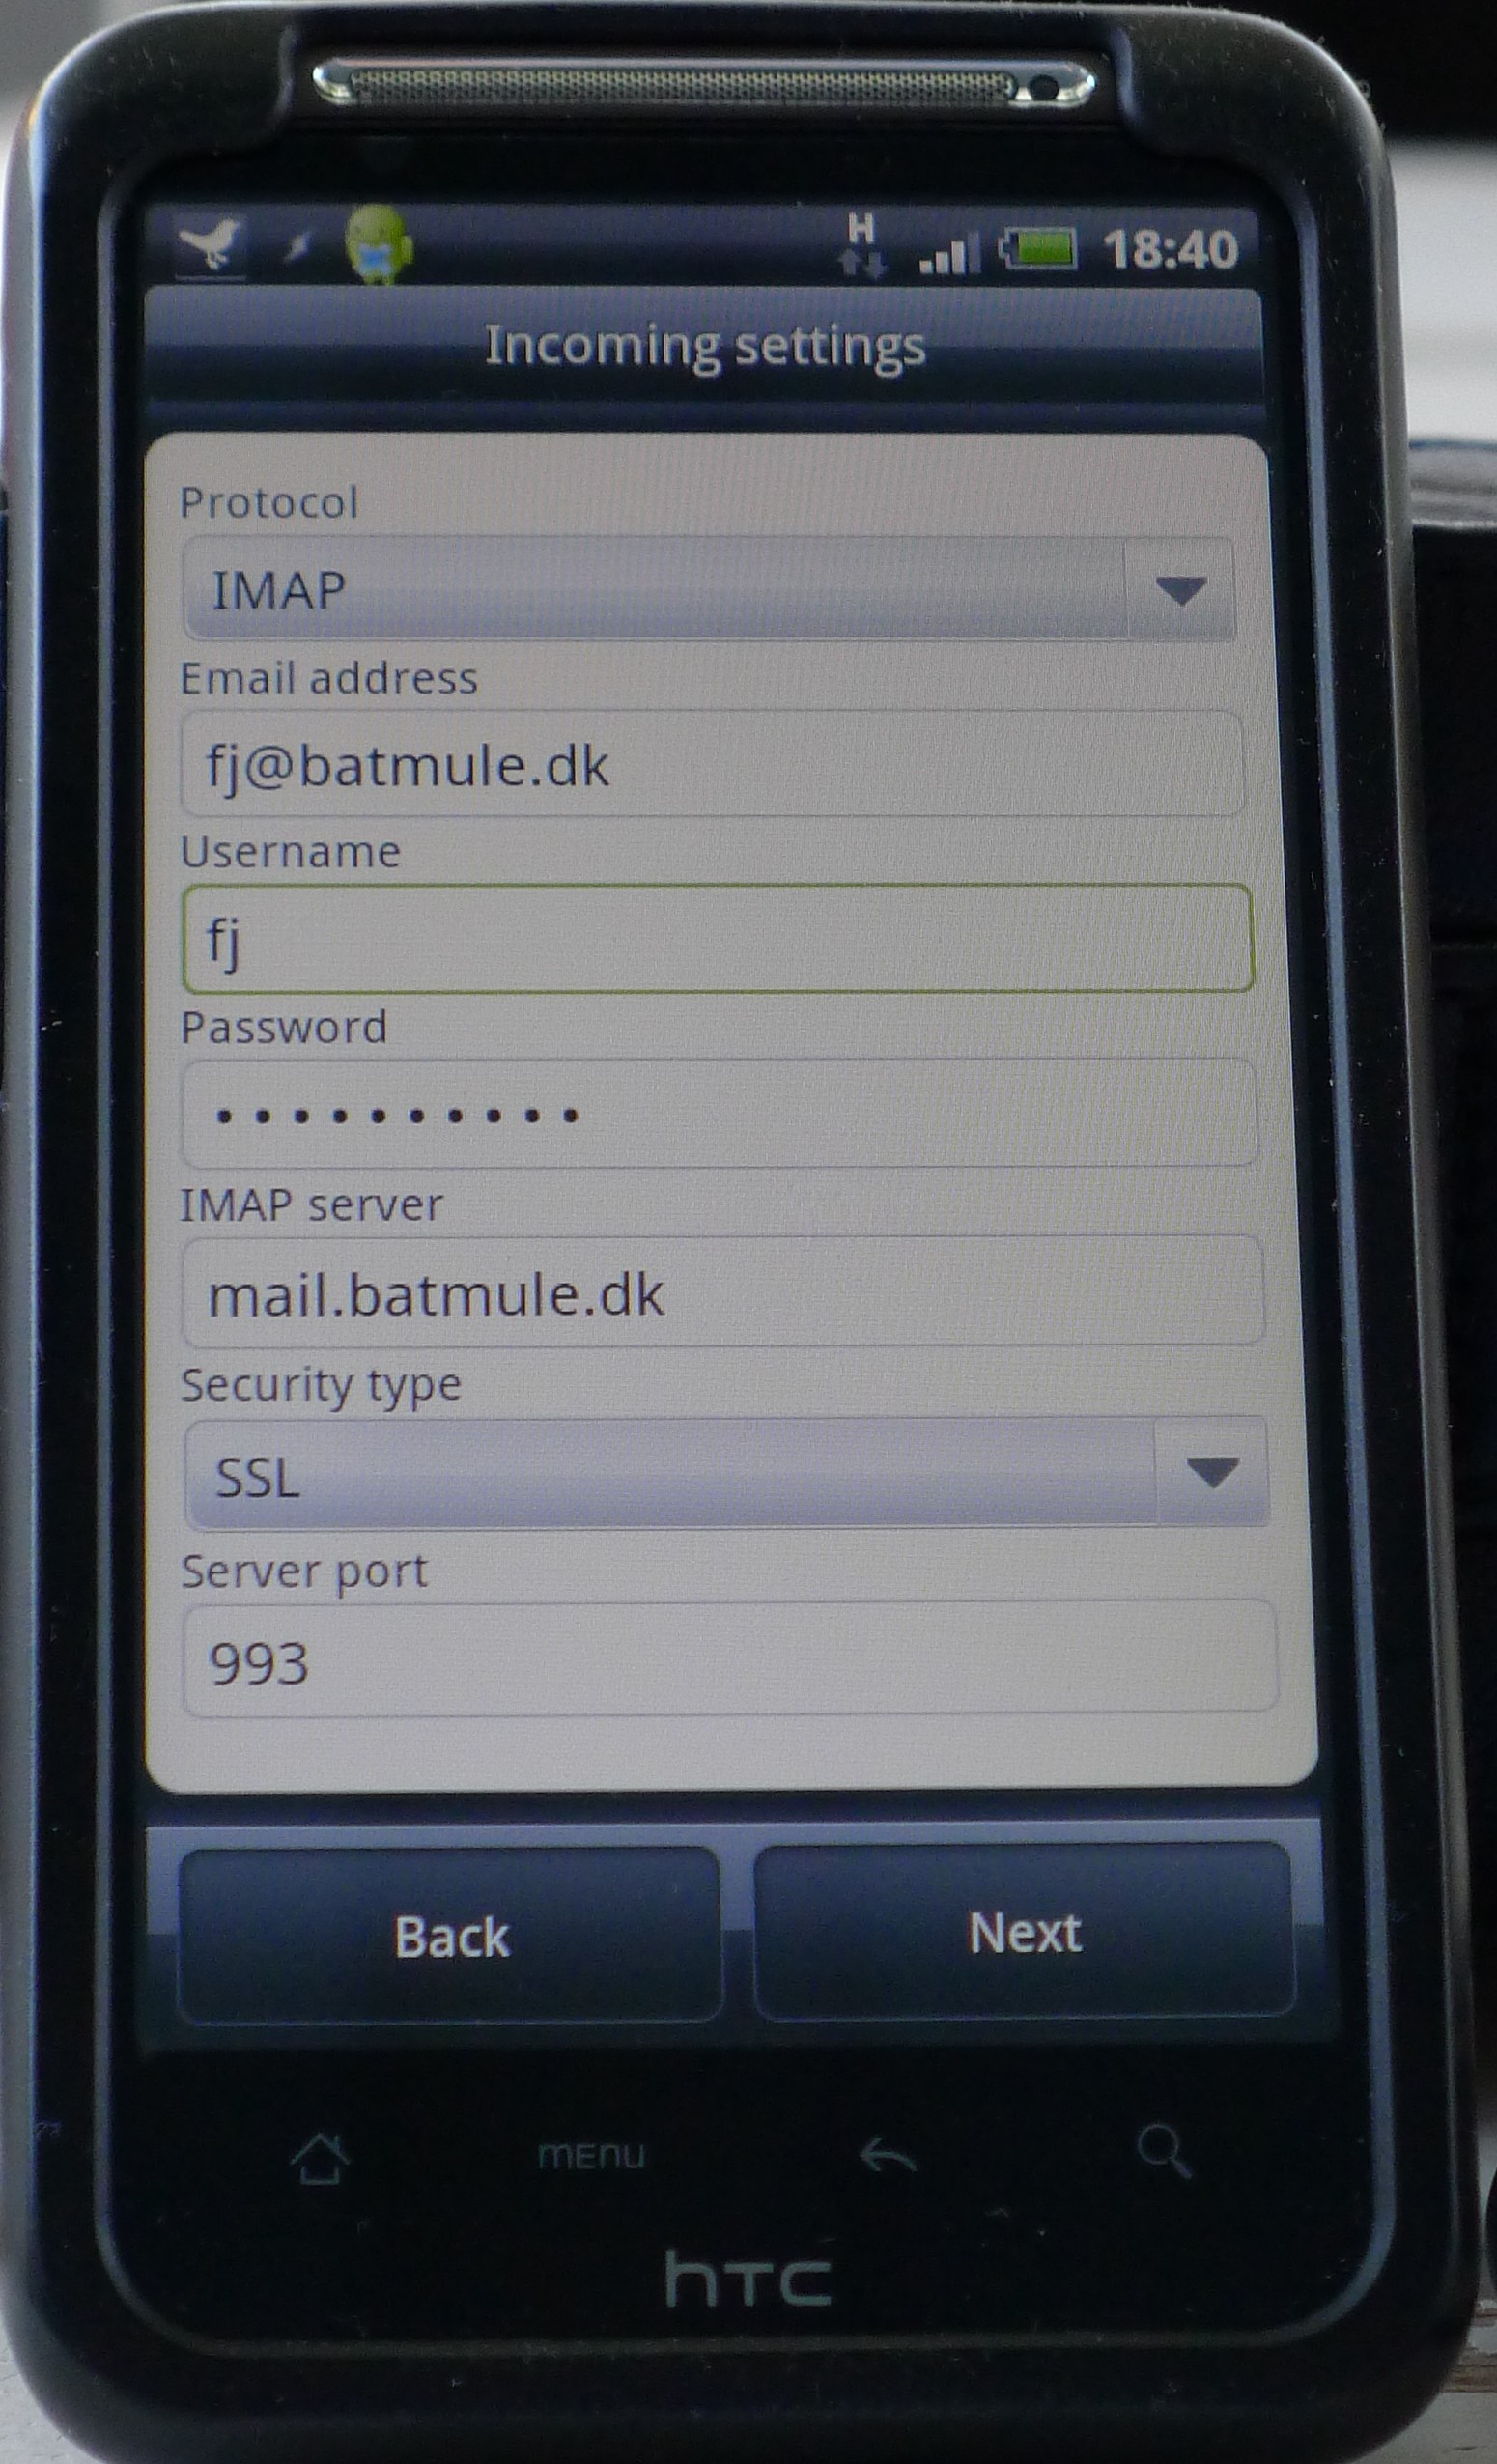 H
18:40
Incoming settings
Protocol
IMAP
Email address
fj@batmule.dk
Username
fj
Password
••••••••••
IMAP server
mail.batmule.dk
Security type
SSL
Server port
993
Back Next
menu
hTC